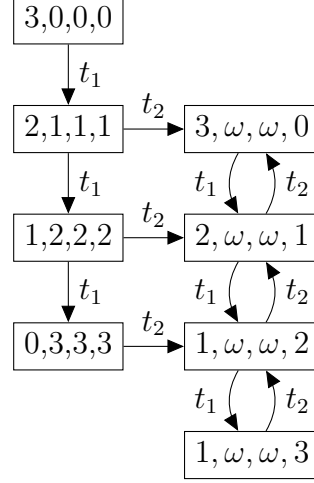 3,0,0,0
t₁
2,1,1,1 t₂ 3, ω, ω, 0
t₁ t₁ t₂
1,2,2,2 t₂ 2, ω, ω, 1
t₁ t₁ t₂
0,3,3,3 t₂ 1, ω, ω, 2
t₁ t₂
1, ω, ω, 3